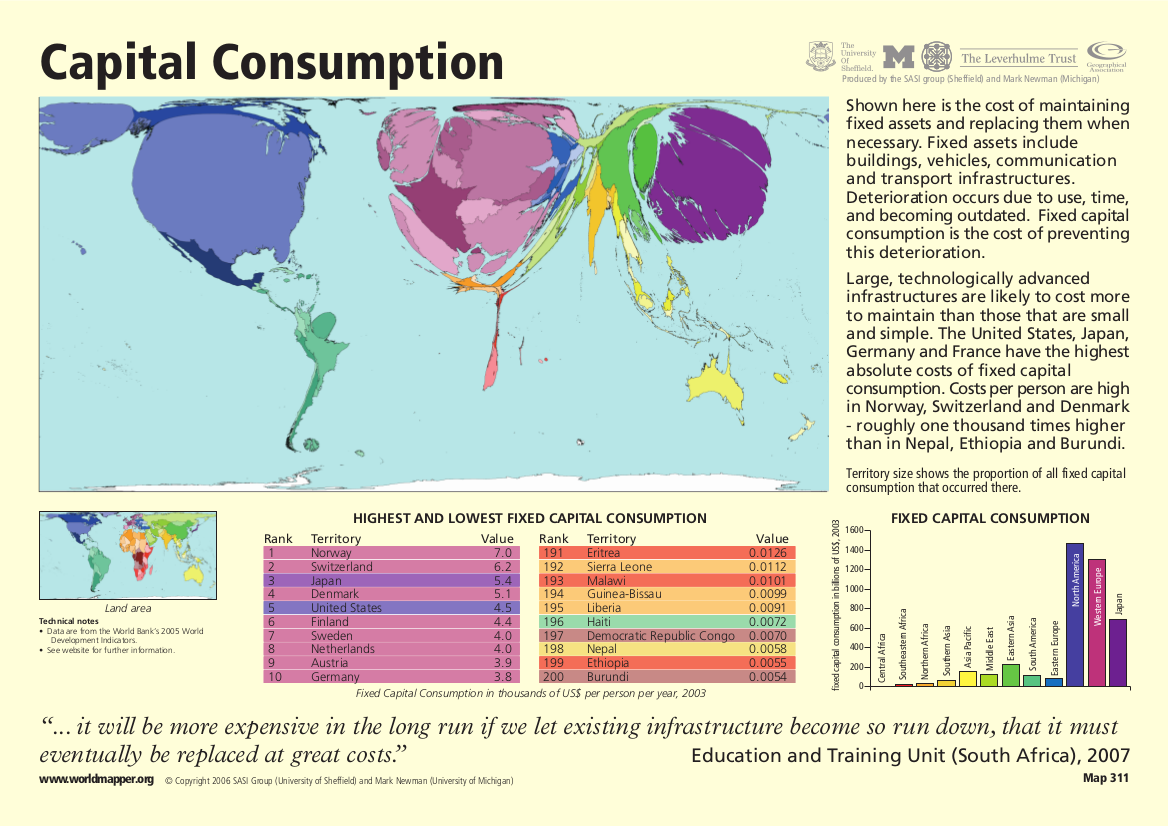 Capital Consumption
The
University
Of
Sheffield.
M
The Leverhulme Trust
Geographical
Association
Produced by the SASI group (Sheffield) and Mark Newman (Michigan)
Shown here is the cost of maintaining
fixed assets and replacing them when
necessary. Fixed assets include
buildings, vehicles, communication
and transport infrastructures.
Deterioration occurs due to use, time,
and becoming outdated. Fixed capital
consumption is the cost of preventing
this deterioration.
Large, technologically advanced
infrastructures are likely to cost more
to maintain than those that are small
and simple. The United States, Japan,
Germany and France have the highest
absolute costs of fixed capital
consumption. Costs per person are high
in Norway, Switzerland and Denmark
- roughly one thousand times higher
than in Nepal, Ethiopia and Burundi.
Territory size shows the proportion of all fixed capital
consumption that occurred there.
Land area
Technical notes
• Data are from the World Bank's 2005 World
Development Indicators.
• See website for further information.
HIGHEST AND LOWEST FIXED CAPITAL CONSUMPTION
Rank Territory Value Rank Territory Value
1 Norway 7.0 191 Eritrea 0.0126
2 Switzerland 6.2 192 Sierra Leone 0.0112
3 Japan 5.4 193 Malawi 0.0101
4 Denmark 5.1 194 Guinea-Bissau 0.0099
5 United States 4.5 195 Liberia 0.0091
6 Finland 4.4 196 Haiti 0.0072
7 Sweden 4.0 197 Democratic Republic Congo 0.0070
8 Netherlands 4.0 198 Nepal 0.0058
9 Austria 3.9 199 Ethiopia 0.0055
10 Germany 3.8 200 Burundi 0.0054
Fixed Capital Consumption in thousands of US$ per person per year, 2003
FIXED CAPITAL CONSUMPTION
fixed capital consumption in billions of US$, 2003
1600
1400
1200
1000
800
600
400
200
0
Central Africa
Southeastern Africa
Northern Africa
Southern Asia
Asia Pacific
Middle East
Eastern Asia
South America
Eastern Europe
North America
Western Europe
Japan
“... it will be more expensive in the long run if we let existing infrastructure become so run down, that it must
eventually be replaced at great costs.”
Education and Training Unit (South Africa), 2007
www.worldmapper.org © Copyright 2006 SASI Group (University of Sheffield) and Mark Newman (University of Michigan)
Map 311